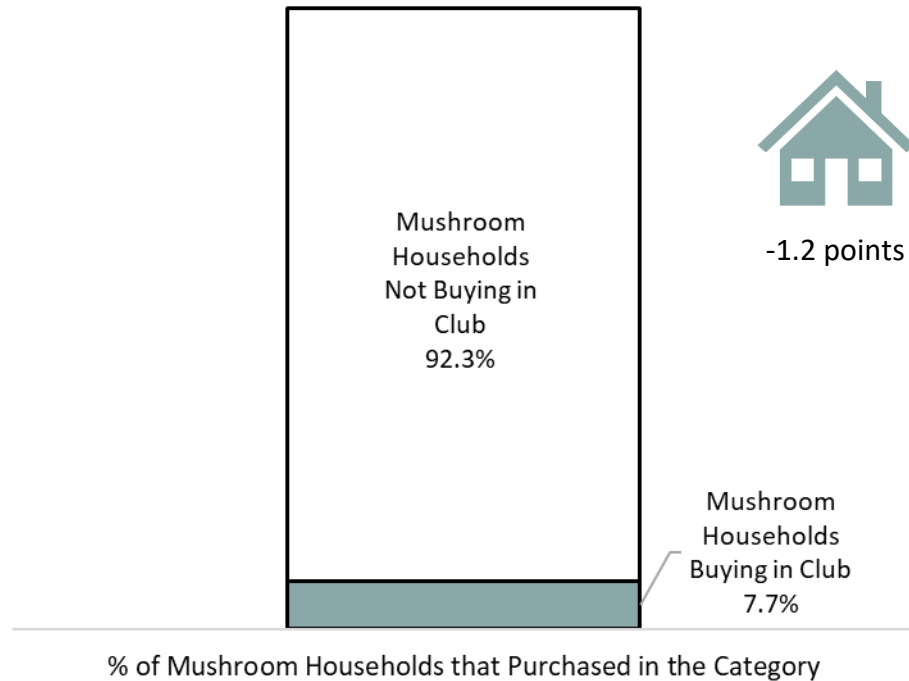 Mushroom
Households
Not Buying in
Club
92.3%
-1.2 points
Mushroom
Households
Buying in Club
7.7%
% of Mushroom Households that Purchased in the Category